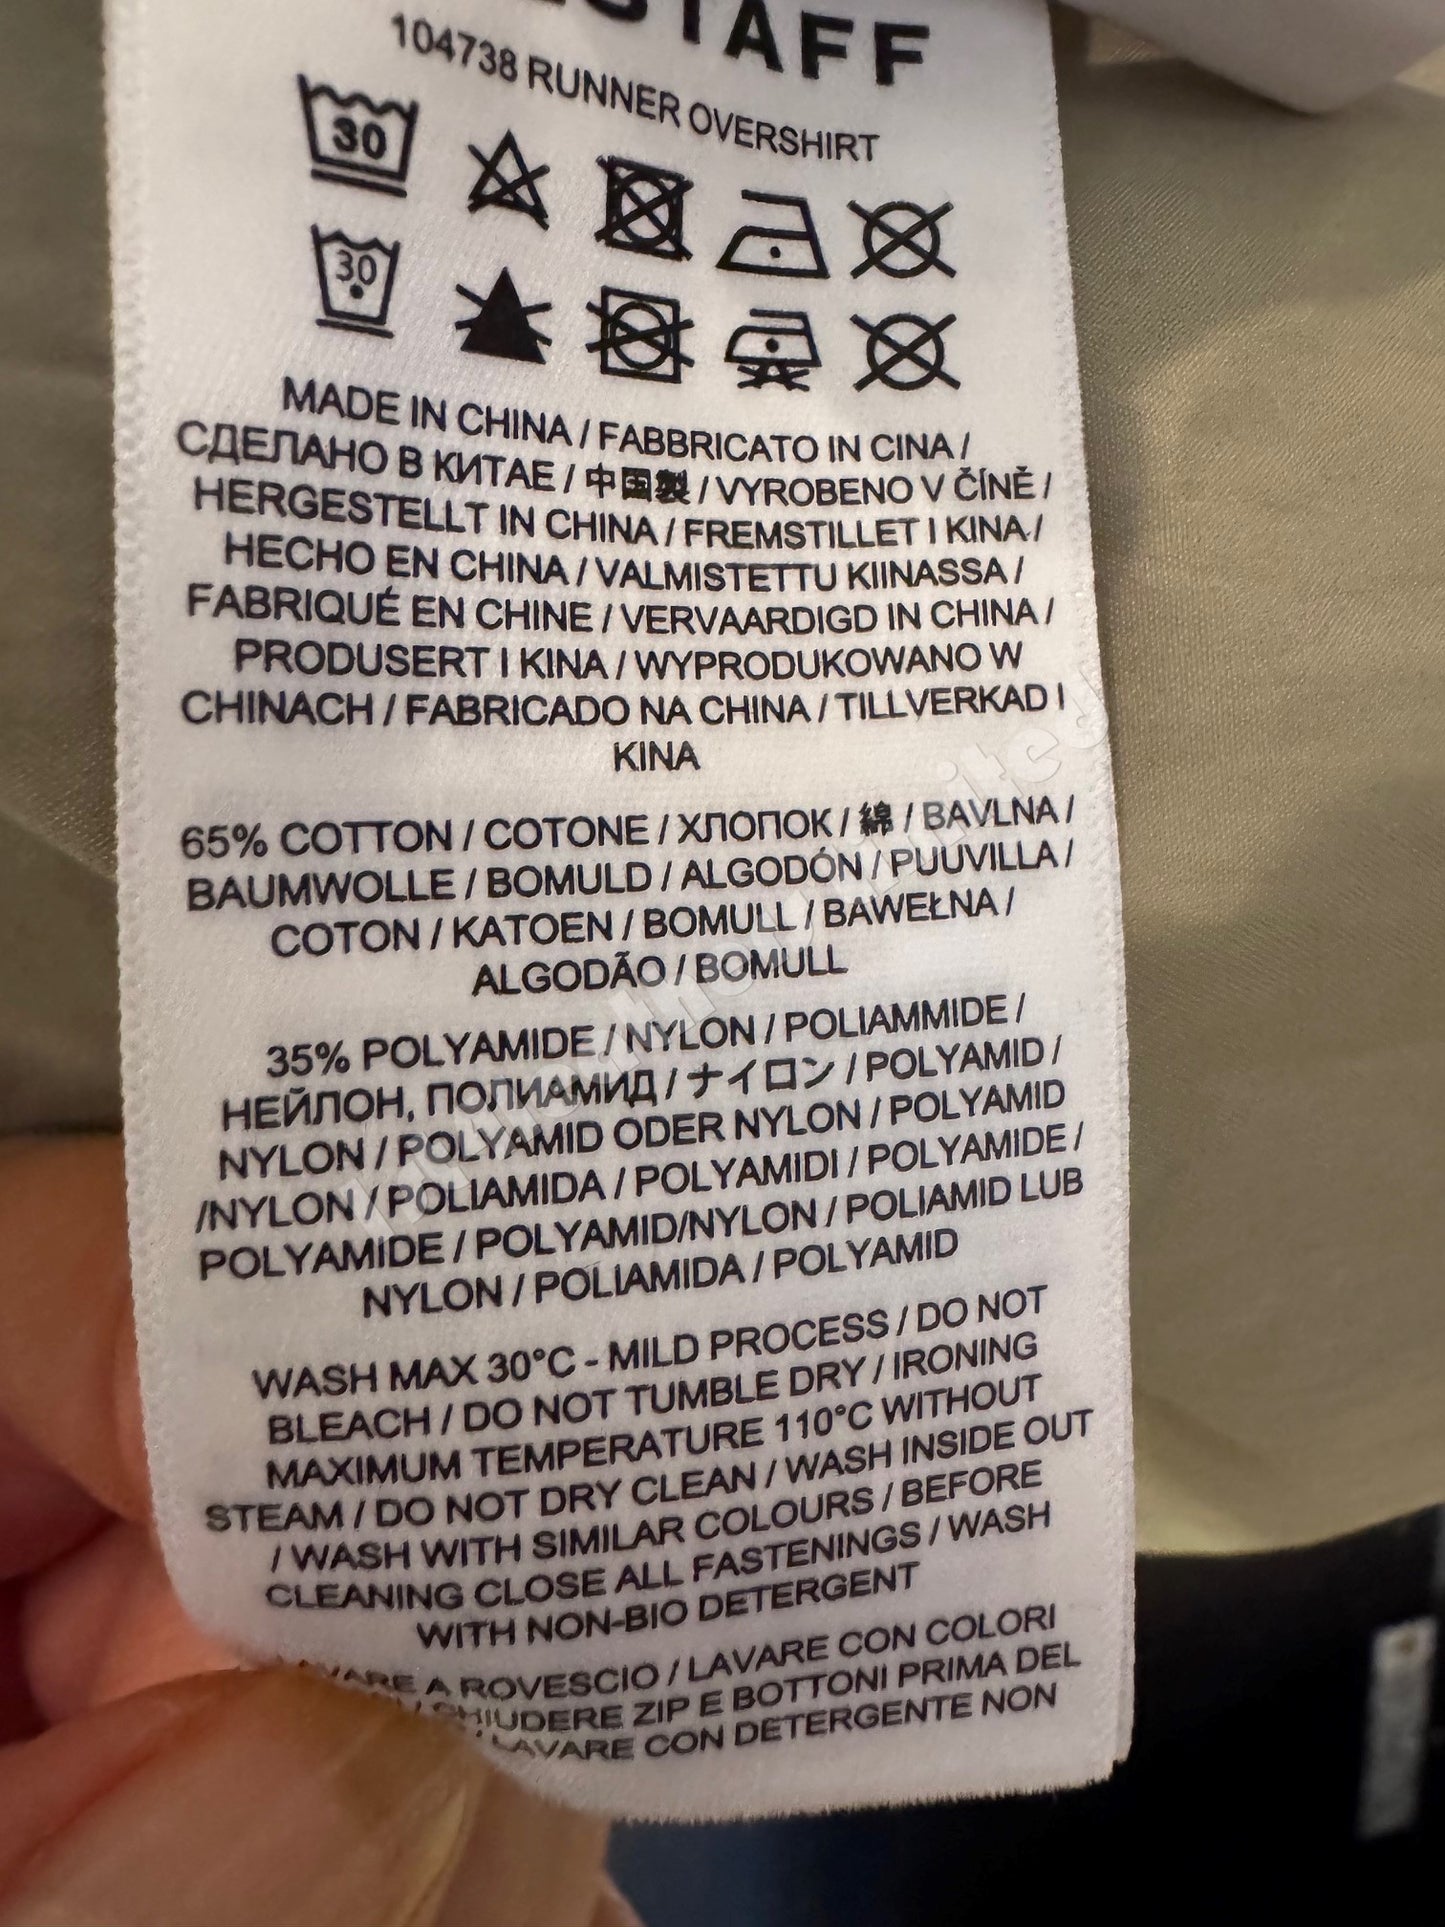 STAFF
104738 RUNNER OVERSHIRT
30
30
MADE IN CHINA / FABBRICATO IN CINA /
СДЕЛАНО В КИТАЕ / 中国製 / VYROBENO V ČÍNĚ /
HERGESTELLT IN CHINA / FREMSTILLET I KINA /
HECHO EN CHINA / VALMISTETTU KIINASSA /
FABRIQUÉ EN CHINE / VERVAARDIGD IN CHINA /
PRODUSERT I KINA / WYPRODUKOWANO W
CHINACH / FABRICADO NA CHINA / TILLVERKAD I
KINA
65% COTTON / COTONE / ХЛОПОК / 綿 / BAVLNA /
BAUMWOLLE / BOMULD / ALGODÓN / PUUVILLA /
COTON / KATOEN / BOMULL / BAWEŁNA /
ALGODÃO / BOMULL
35% POLYAMIDE / NYLON / POLIAMMIDE /
НЕЙЛОН, ПОЛИАМИД / ナイロン / POLYAMID /
NYLON / POLYAMID ODER NYLON / POLYAMID
/NYLON / POLIAMIDA / POLYAMIDI / POLYAMIDE /
POLYAMIDE / POLYAMID/NYLON / POLIAMID LUB
NYLON / POLIAMIDA / POLYAMID
WASH MAX 30°C - MILD PROCESS / DO NOT
BLEACH / DO NOT TUMBLE DRY / IRONING
MAXIMUM TEMPERATURE 110°C WITHOUT
STEAM / DO NOT DRY CLEAN / WASH INSIDE OUT
/ WASH WITH SIMILAR COLOURS / BEFORE
CLEANING CLOSE ALL FASTENINGS / WASH
WITH NON-BIO DETERGENT
LAVARE A ROVESCIO / LAVARE CON COLORI
CHIUDERE ZIP E BOTTONI PRIMA DEL
LAVARE CON DETERGENTE NON